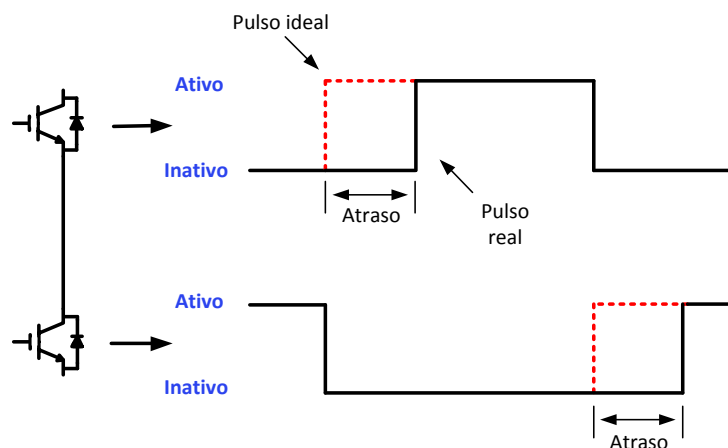 Pulso ideal
Ativo
Inativo
Atraso
Pulso
real
Ativo
Inativo
Atraso